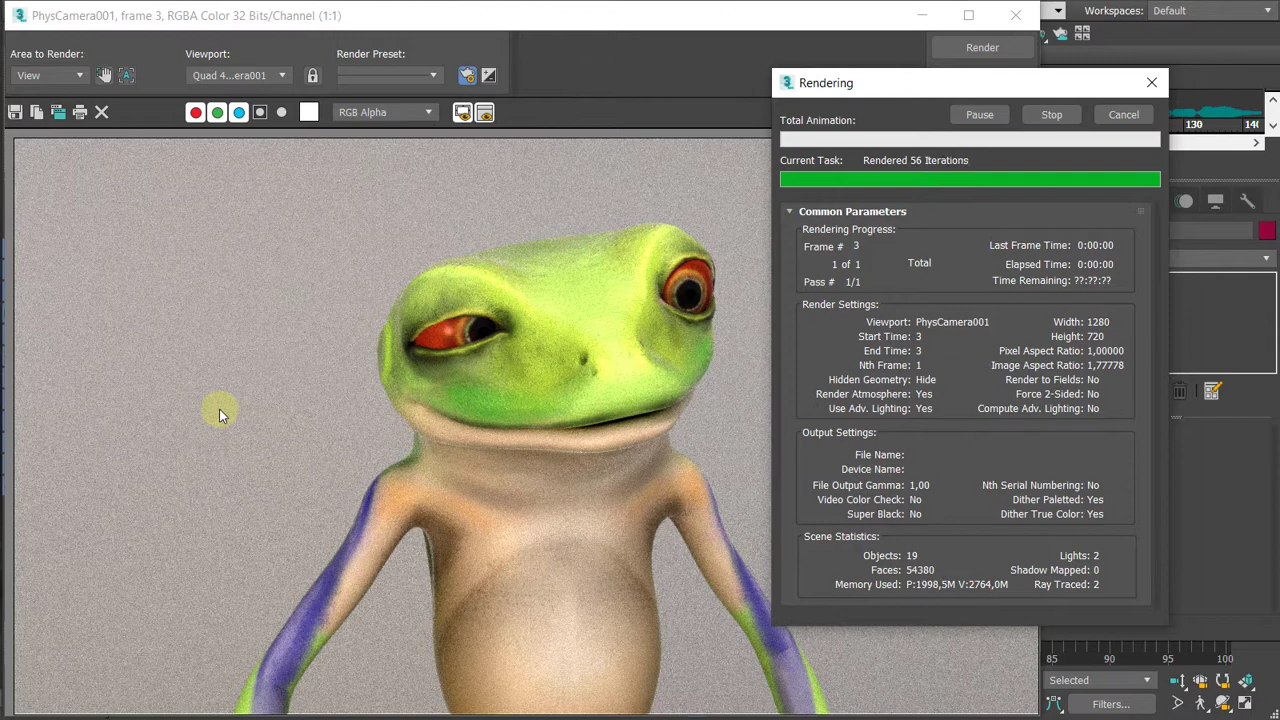 PhysCamera001, frame 3, RGBA Color 32 Bits/Channel (1:1)
Workspaces: Default
Area to Render:
Viewport:
Render Preset:
Render
View
Quad 4...era001
RGB Alpha
Rendering
Total Animation:
Pause
Stop
Cancel
Current Task: Rendered 56 Iterations
130
Common Parameters
Rendering Progress:
Frame # 3
Last Frame Time: 0:00:00
1 of 1
Total
Elapsed Time: 0:00:00
Pass # 1/1
Time Remaining: ??:??:??
Render Settings:
Viewport: PhysCamera001
Width: 1280
Start Time: 3
Height: 720
End Time: 3
Pixel Aspect Ratio: 1,00000
Nth Frame: 1
Image Aspect Ratio: 1,77778
Hidden Geometry: Hide
Render to Fields: No
Render Atmosphere: Yes
Force 2-Sided: No
Use Adv. Lighting: Yes
Compute Adv. Lighting: No
Output Settings:
File Name:
Device Name:
File Output Gamma: 1,00
Nth Serial Numbering: No
Video Color Check: No
Dither Paletted: Yes
Super Black: No
Dither True Color: Yes
Scene Statistics:
Objects: 19
Lights: 2
Faces: 54380
Shadow Mapped: 0
Memory Used: P:1998,5M V:2764,0M
Ray Traced: 2
85 90 95 100
Selected
Filters...